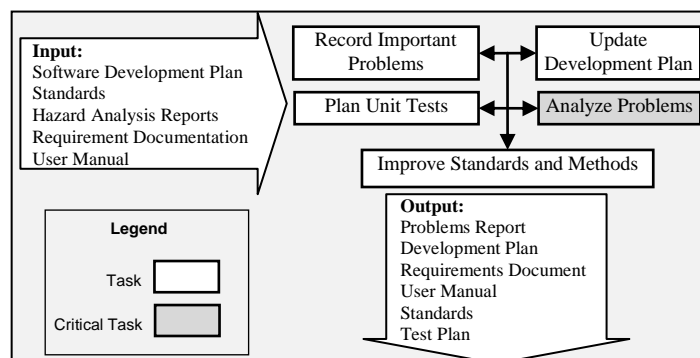 Input:
Software Development Plan
Standards
Hazard Analysis Reports
Requirement Documentation
User Manual
Record Important
Problems
Update
Development Plan
Plan Unit Tests
Analyze Problems
Improve Standards and Methods
Output:
Problems Report
Development Plan
Requirements Document
User Manual
Standards
Test Plan
Legend
Task
Critical Task